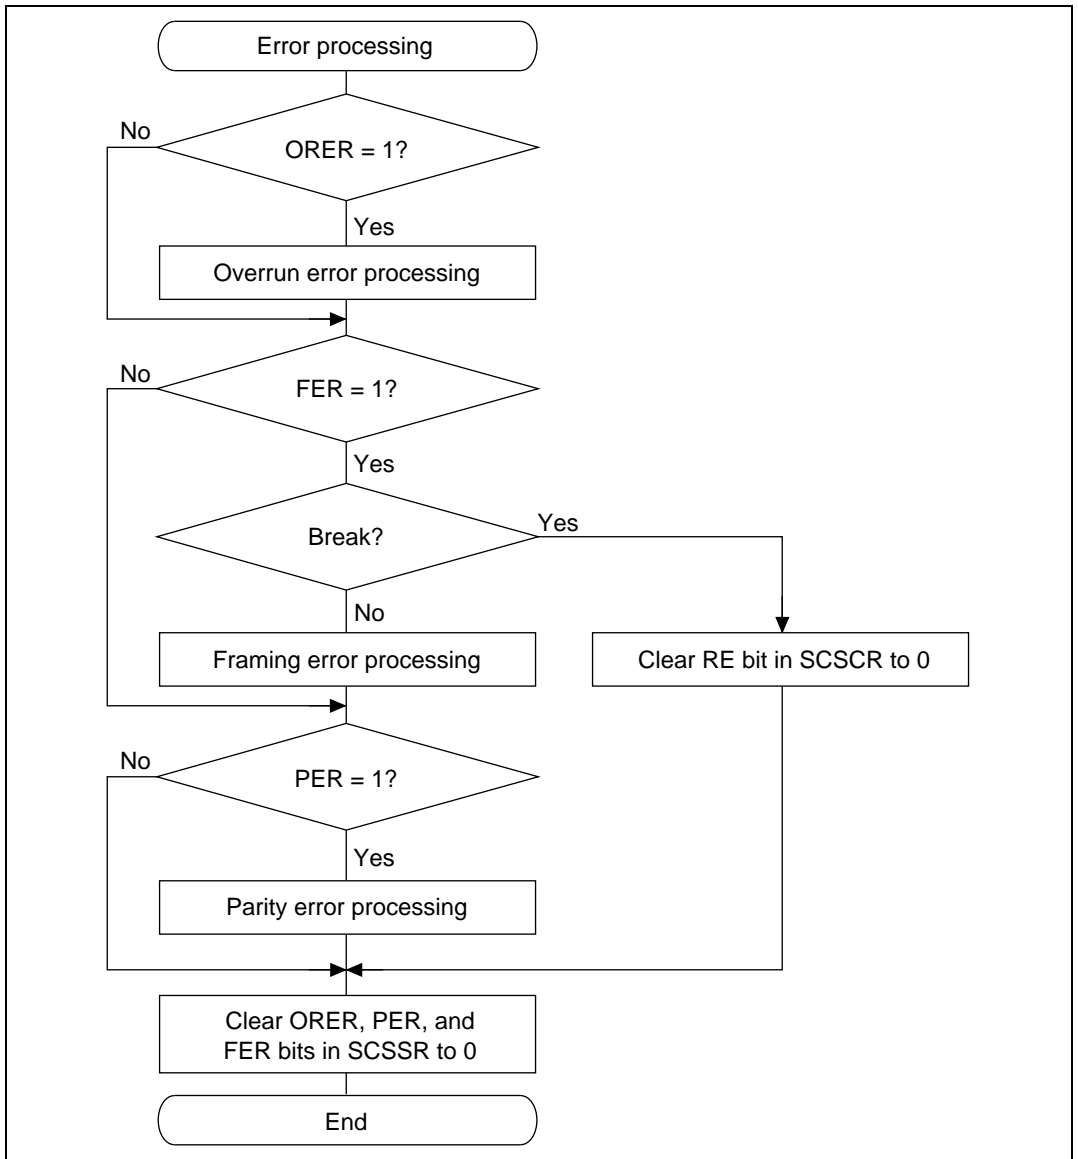 Error processing
No
ORER = 1?
Yes
Overrun error processing
No
FER = 1?
Yes
Break?
Yes
No
Framing error processing
Clear RE bit in SCSCR to 0
No
PER = 1?
Yes
Parity error processing
Clear ORER, PER, and
FER bits in SCSSR to 0
End